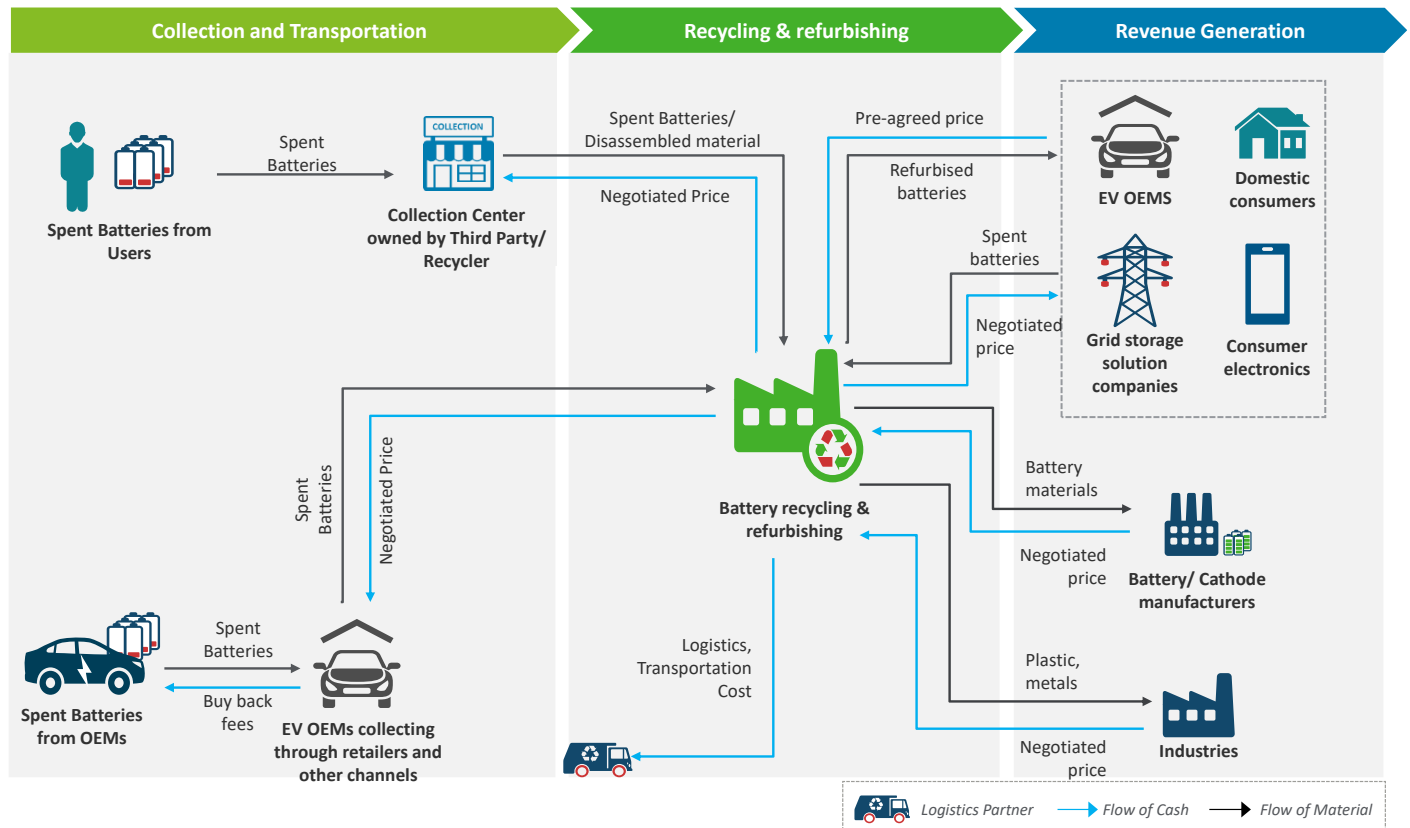 Collection and Transportation
Recycling & refurbishing
Revenue Generation
COLLECTION
Spent
Batteries
Spent Batteries from
Users
Collection Center
owned by Third Party/
Recycler
Spent Batteries/
Disassembled material
Negotiated Price
Pre-agreed price
Refurbised
batteries
EV OEMS
Domestic
consumers
Spent
batteries
Negotiated
price
Grid storage
solution
companies
Consumer
electronics
Spent
Batteries
Negotiated Price
Battery recycling &
refurbishing
Battery
materials
Negotiated
price
Battery/ Cathode
manufacturers
Spent
Batteries
Buy back
fees
Spent Batteries
from OEMs
EV OEMs collecting
through retailers and
other channels
Logistics,
Transportation
Cost
Plastic,
metals
Negotiated
price
Industries
Logistics Partner
Flow of Cash
Flow of Material